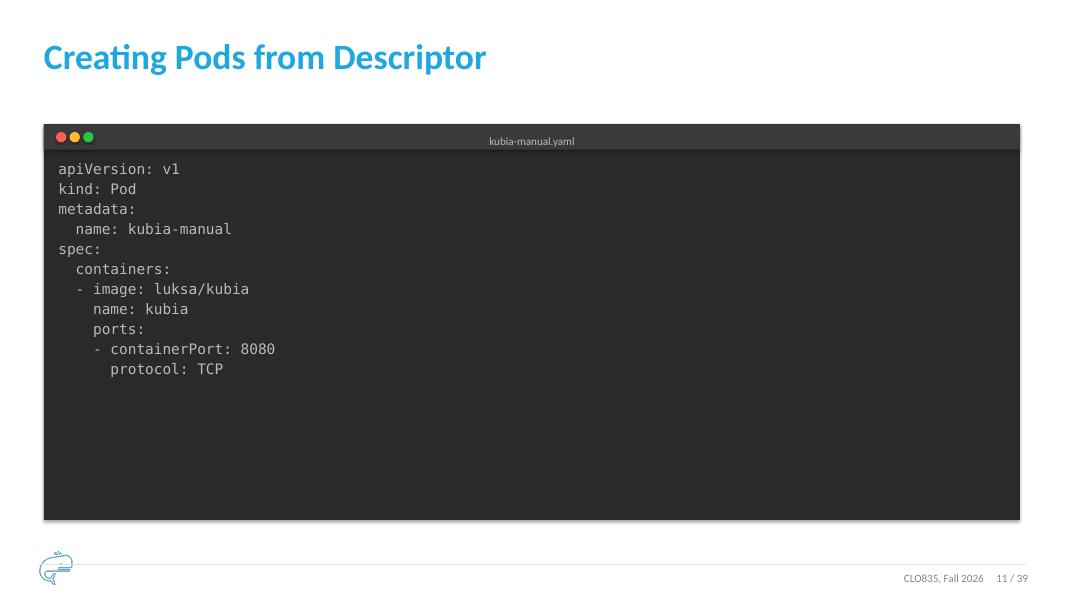 Creating Pods from Descriptor
kubia-manual.yaml
apiVersion: v1
kind: Pod
metadata:
  name: kubia-manual
spec:
  containers:
  - image: luksa/kubia
    name: kubia
    ports:
    - containerPort: 8080
      protocol: TCP
CLO835, Fall 2026 11 / 39